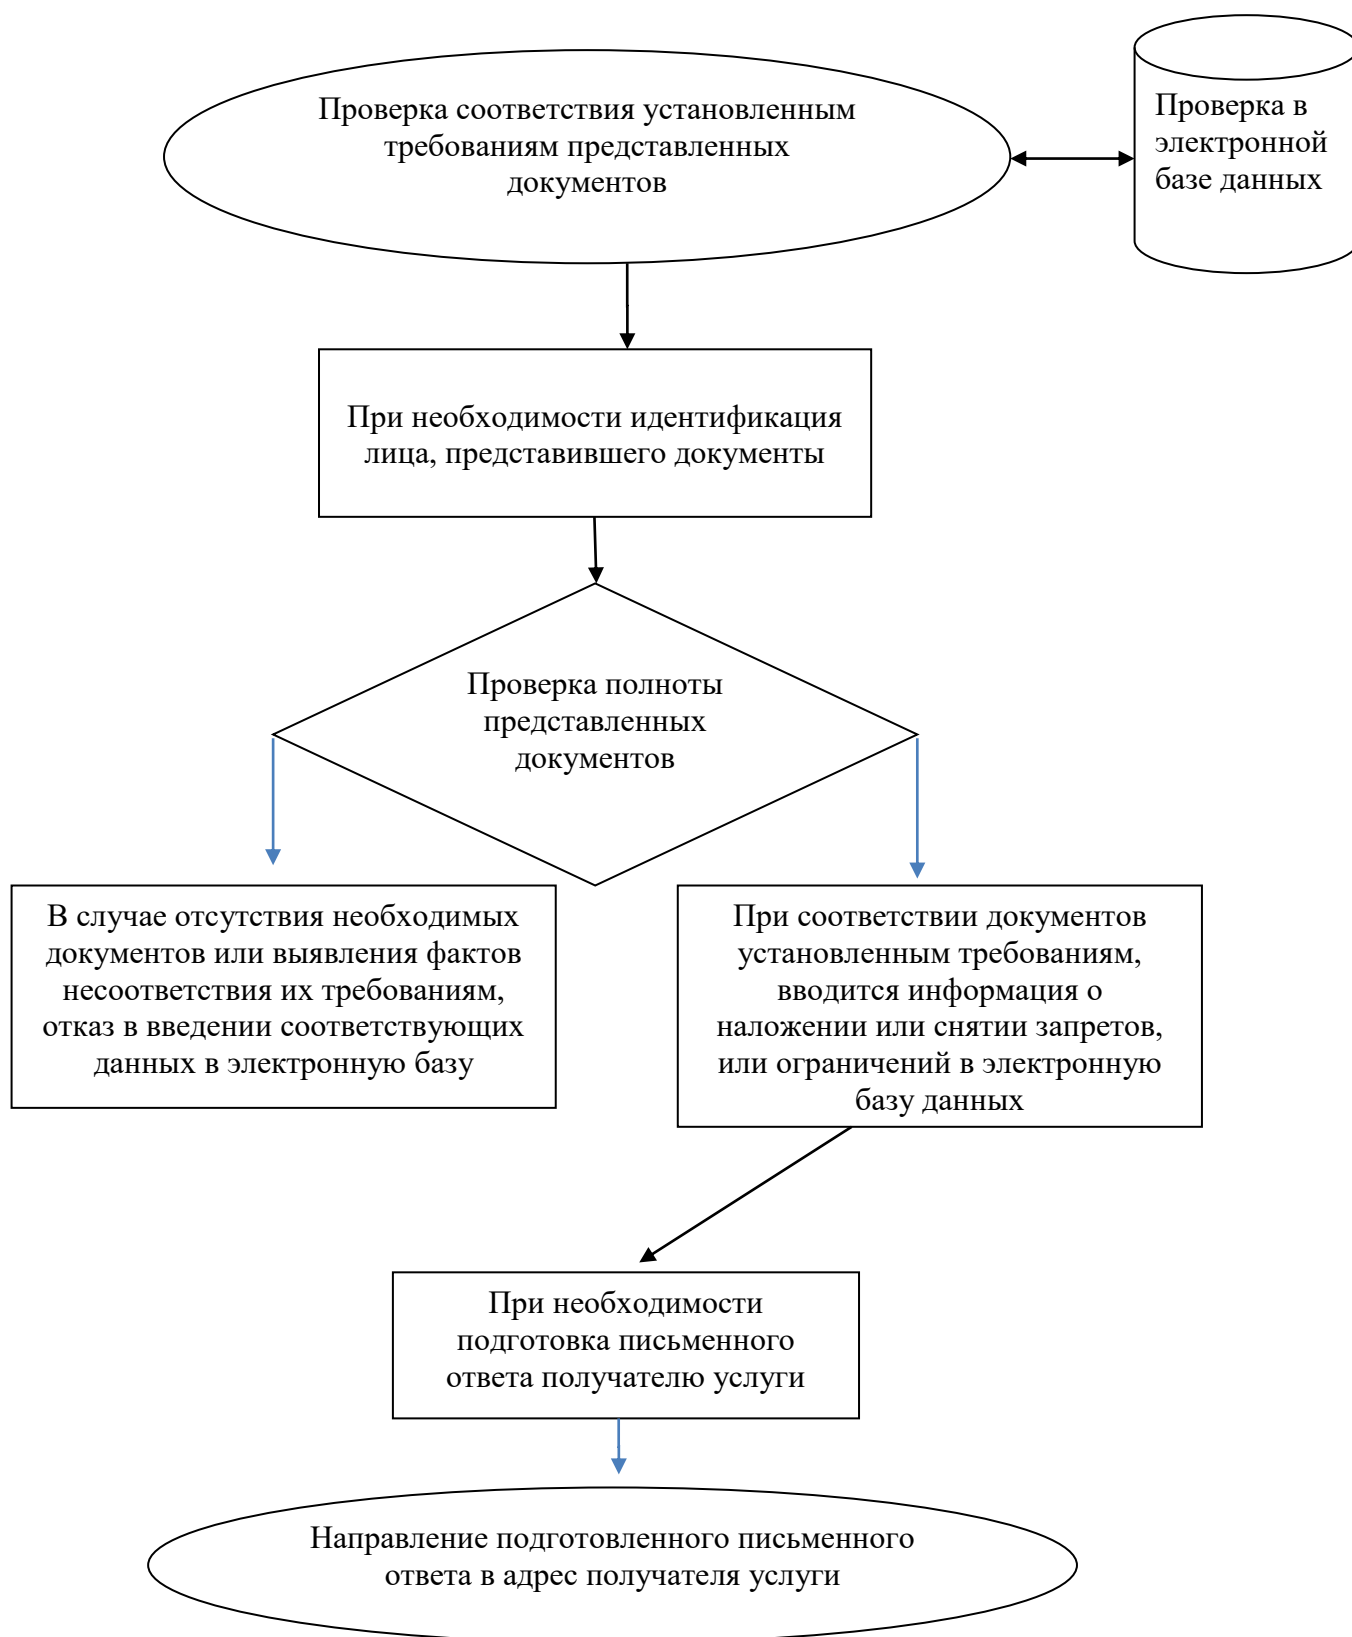 Проверка соответствия установленным
требованиям представленных
документов
Проверка в
электронной
базе данных
При необходимости идентификация
лица, представившего документы
Проверка полноты
представленных
документов
В случае отсутствия необходимых
документов или выявления фактов
несоответствия их требованиям,
отказ в введении соответствующих
данных в электронную базу
При соответствии документов
установленным требованиям,
вводится информация о
наложении или снятии запретов,
или ограничений в электронную
базу данных
При необходимости
подготовка письменного
ответа получателю услуги
Направление подготовленного письменного
ответа в адрес получателя услуги